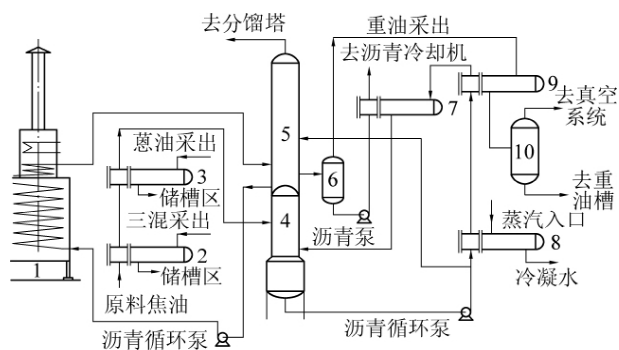 去分馏塔
重油采出
去沥青冷却机
9
7
去真空
系统
5
10
蒽油采出
6
3
储槽区
去重
油槽
三混采出
4
沥青泵
蒸汽入口
8
1
2
储槽区
冷凝水
原料焦油
沥青循环泵
沥青循环泵